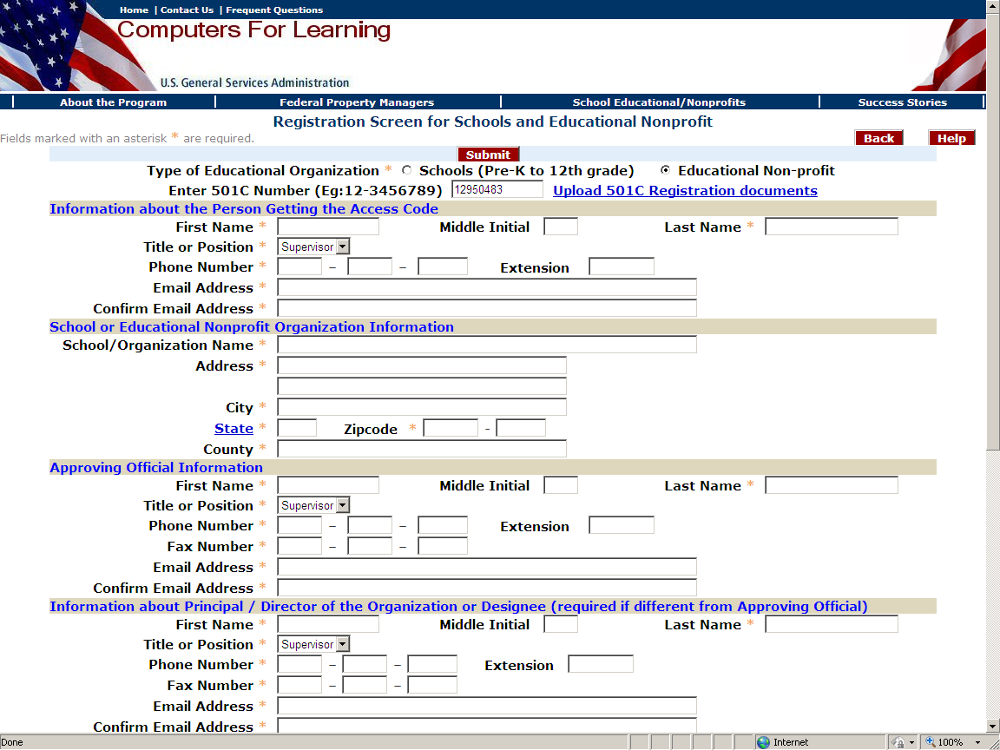 Home | Contact Us | Frequent Questions
Computers For Learning
U.S. General Services Administration
About the Program Federal Property Managers School Educational/Nonprofits Success Stories
Registration Screen for Schools and Educational Nonprofit
Fields marked with an asterisk * are required.
Back Help
Submit
Type of Educational Organization * Schools (Pre-K to 12th grade) Educational Non-profit
Enter 501C Number (Eg:12-3456789) 12950483 Upload 501C Registration documents
Information about the Person Getting the Access Code
First Name * Middle Initial Last Name *
Title or Position * Supervisor
Phone Number * – – Extension
Email Address *
Confirm Email Address *
School or Educational Nonprofit Organization Information
School/Organization Name *
Address *
City *
State * Zipcode * -
County *
Approving Official Information
First Name * Middle Initial Last Name *
Title or Position * Supervisor
Phone Number * – – Extension
Fax Number * – –
Email Address *
Confirm Email Address *
Information about Principal / Director of the Organization or Designee (required if different from Approving Official)
First Name * Middle Initial Last Name *
Title or Position * Supervisor
Phone Number * – – Extension
Fax Number * – –
Email Address *
Confirm Email Address *
Done Internet 100%